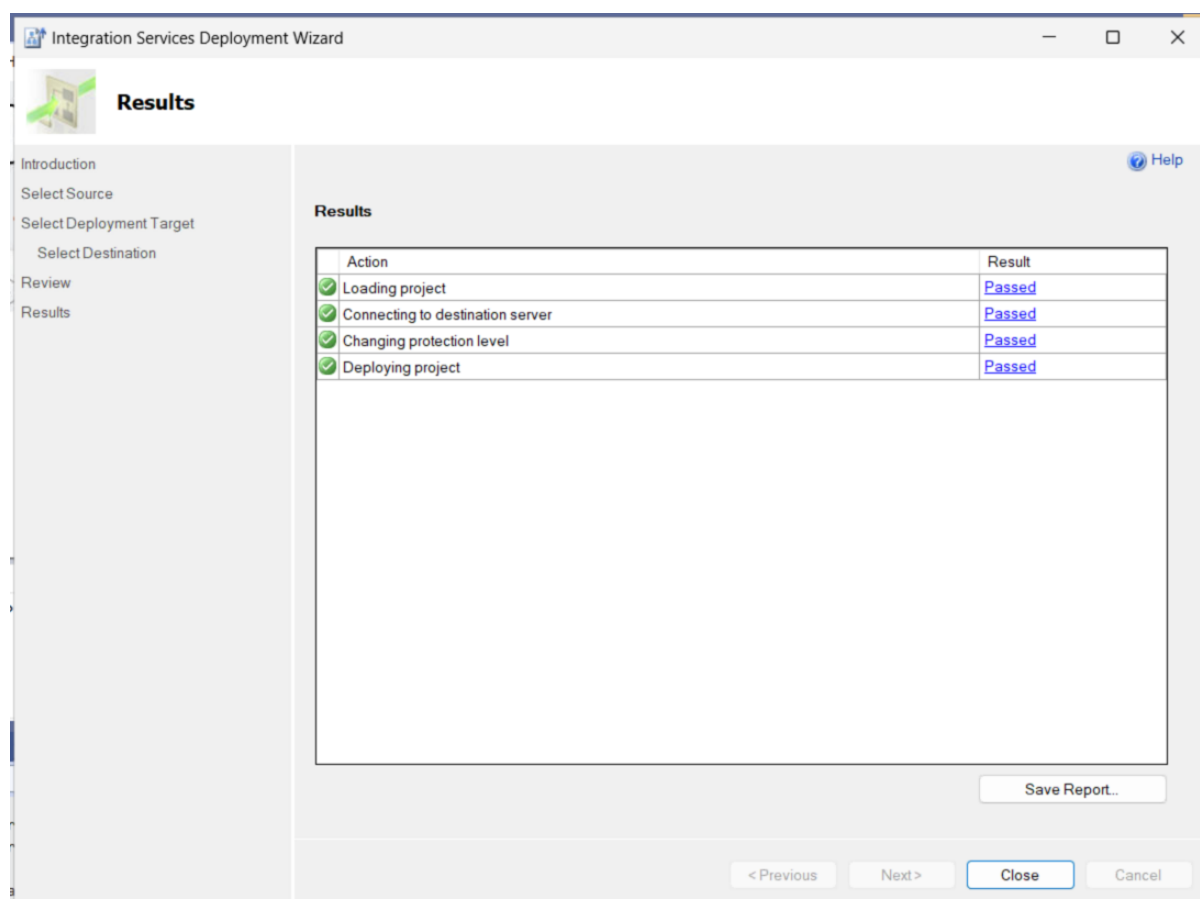 Integration Services Deployment Wizard
Results
Introduction
Select Source
Select Deployment Target
Select Destination
Review
Results
Help
Results
Action Result
Loading project Passed
Connecting to destination server Passed
Changing protection level Passed
Deploying project Passed
Save Report...
< Previous Next > Close Cancel